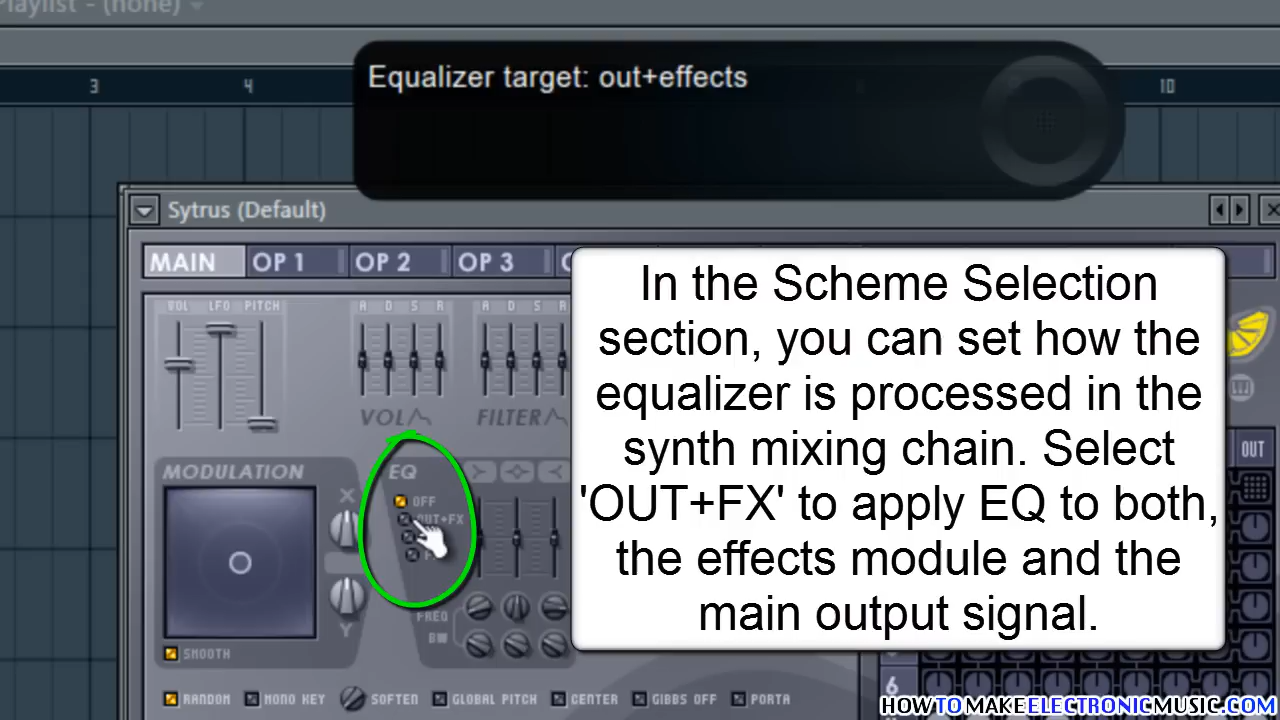 Playlist - (none)
Equalizer target: out+effects
3 4 10
Sytrus (Default)
MAIN OP 1 OP 2 OP 3
In the Scheme Selection
section, you can set how the
equalizer is processed in the
synth mixing chain. Select
'OUT+FX' to apply EQ to both,
the effects module and the
main output signal.
VOL LFO PITCH A D S R A D S R
VOL FILTER
MODULATION EQ OUT
X OFF
OUT+FX
FREQ
Y BW
SMOOTH
6
RANDOM MONO KEY SOFTEN GLOBAL PITCH CENTER GIBBS OFF PORTA
HOWTOMAKEELECTRONICMUSIC.COM